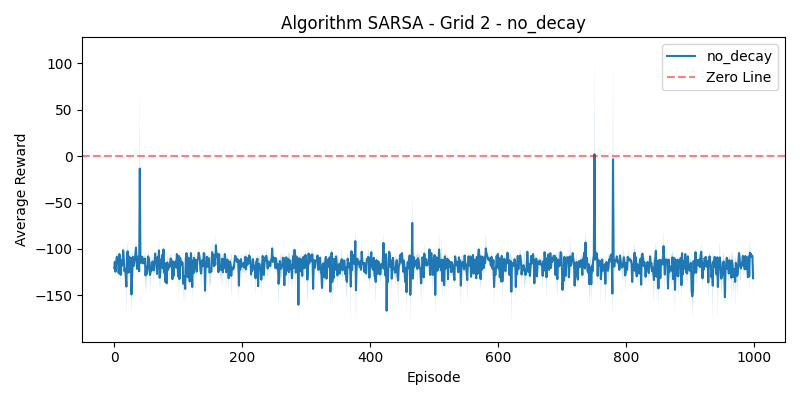 Algorithm SARSA - Grid 2 - no_decay
no_decay
Zero Line
100
50
0
−50
−100
−150
Average Reward
0
200
400
600
800
1000
Episode